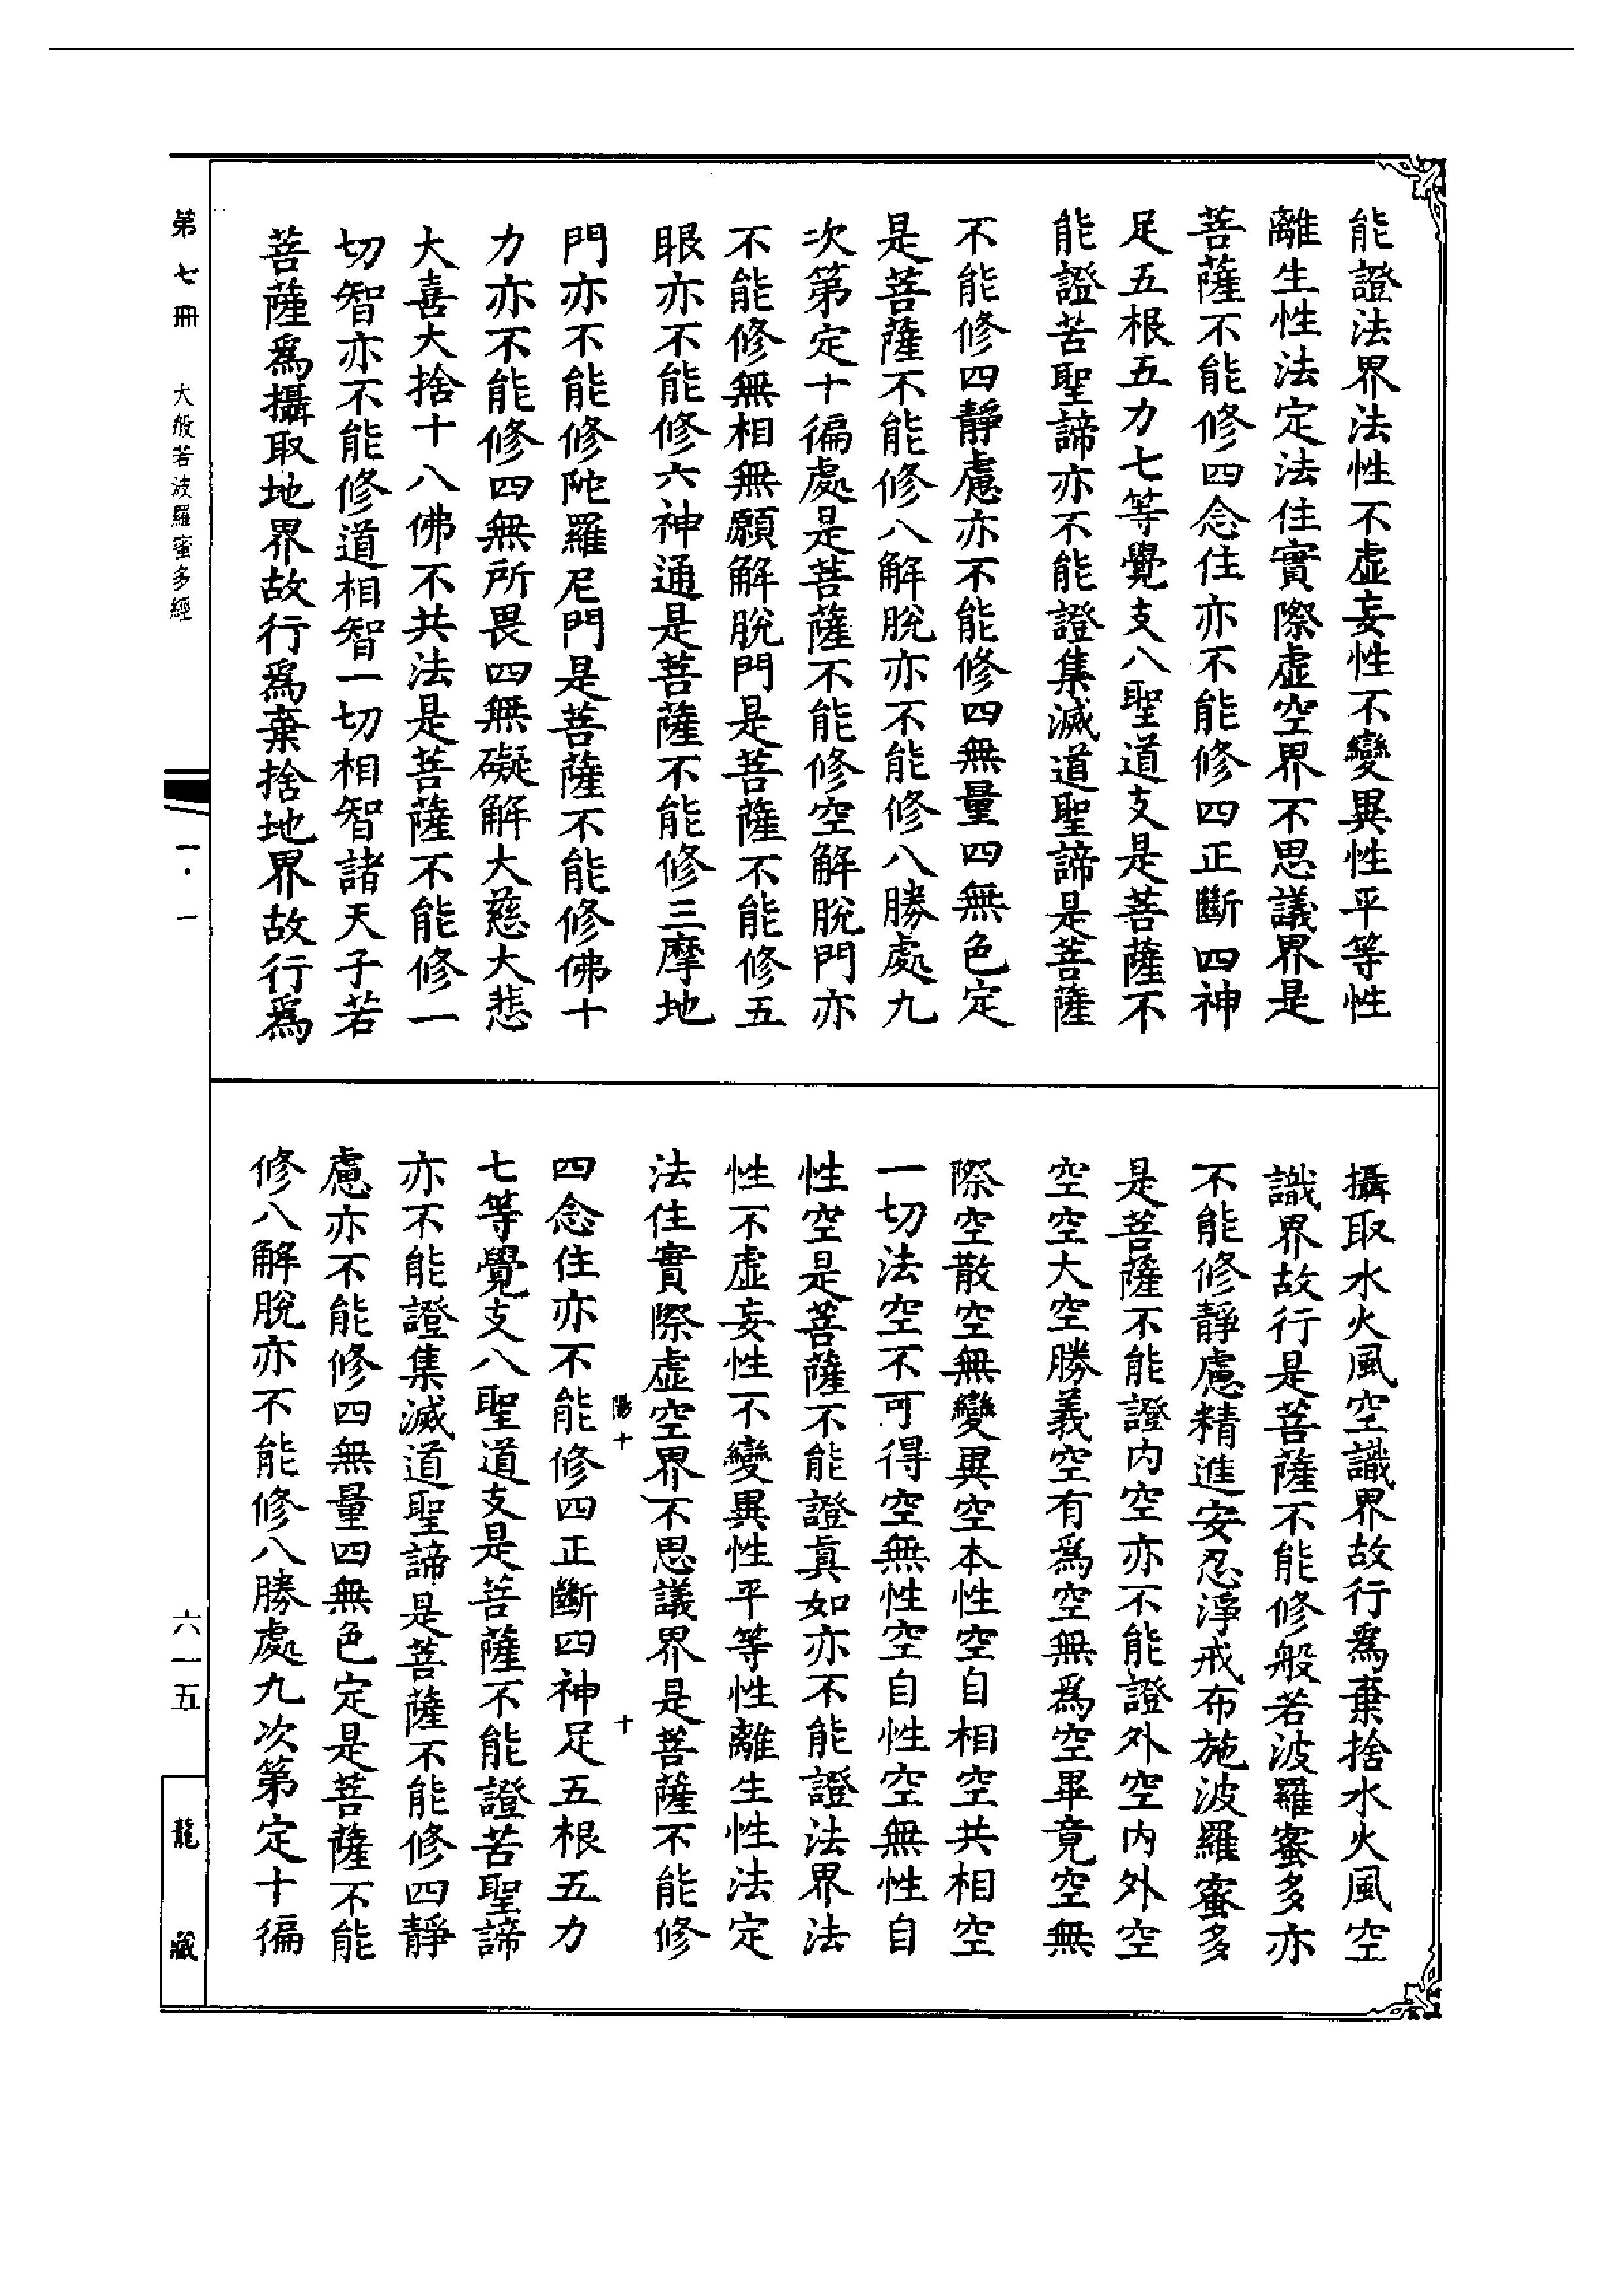 能證法界法性不虛妄性不變異性平等性
離生性法定法住實際虛空界不思議界是
菩薩不能修四念住亦不能修四正斷四神
足五根五力七等覺支八聖道支是菩薩不
能證苦聖諦亦不能證集滅道聖諦是菩薩
不能修四靜慮亦不能修四無量四無色定
是菩薩不能修八解脫亦不能修八勝處九
次第定十徧處是菩薩不能修空解脫門亦
不能修無相無願解脫門是菩薩不能修五
眼亦不能修六神通是菩薩不能修三摩地
門亦不能修陀羅尼門是菩薩不能修佛十
力亦不能修四無所畏四無礙解大慈大悲
大喜大捨十八佛不共法是菩薩不能修一
切智亦不能修道相智一切相智諸天子若
菩薩爲攝取地界故行爲棄捨地界故行爲
攝取水火風空識界故行爲棄捨水火風空
識界故行是菩薩不能修般若波羅蜜多亦
不能修靜慮精進安忍淨戒布施波羅蜜多
是菩薩不能證內空亦不能證外空內外空
空空大空勝義空有爲空無爲空畢竟空無
際空散空無變異空本性空自相空共相空
一切法空不可得空無性空自性空無性自
性空是菩薩不能證眞如亦不能證法界法
性不虛妄性不變異性平等性離生性法定
法住實際虛空界不思議界是菩薩不能修
陽十 十
四念住亦不能修四正斷四神足五根五力
七等覺支八聖道支是菩薩不能證苦聖諦
亦不能證集滅道聖諦是菩薩不能修四靜
慮亦不能修四無量四無色定是菩薩不能
修八解脫亦不能修八勝處九次第定十徧
第七冊 大般若波羅蜜多經 一·一 六一五 龍藏